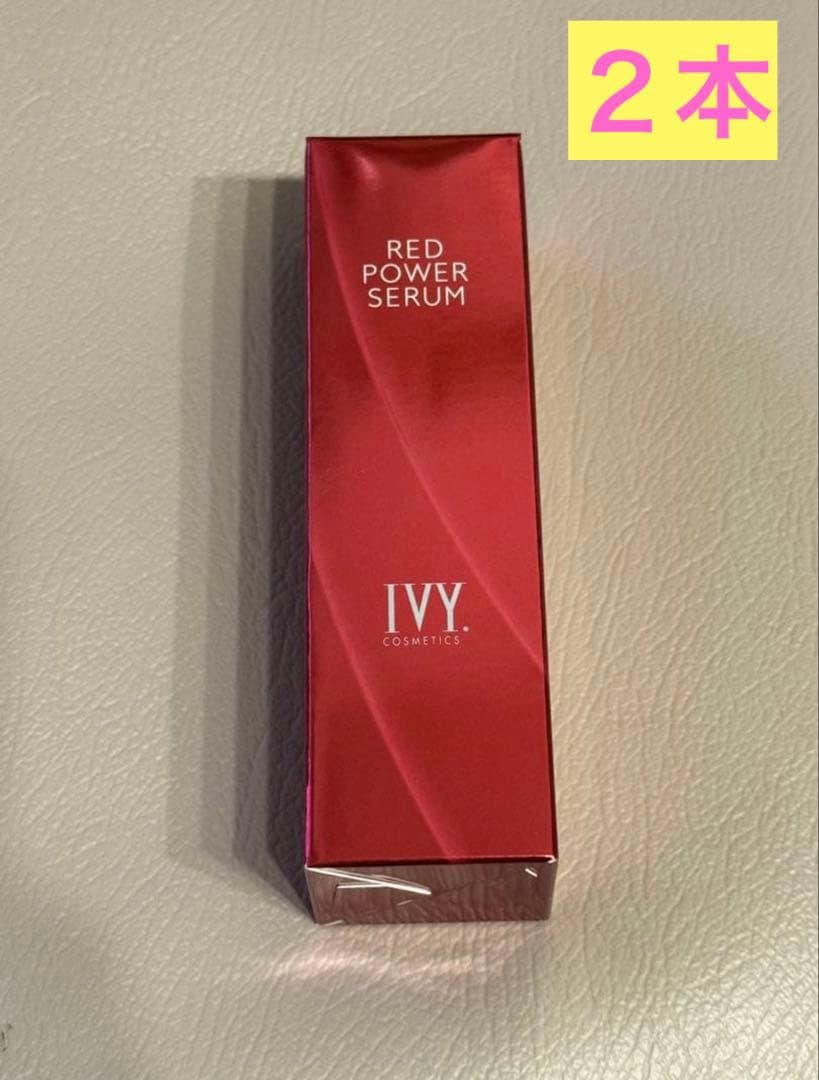 ２本
RED
POWER
SERUM
IVY.
COSMETICS